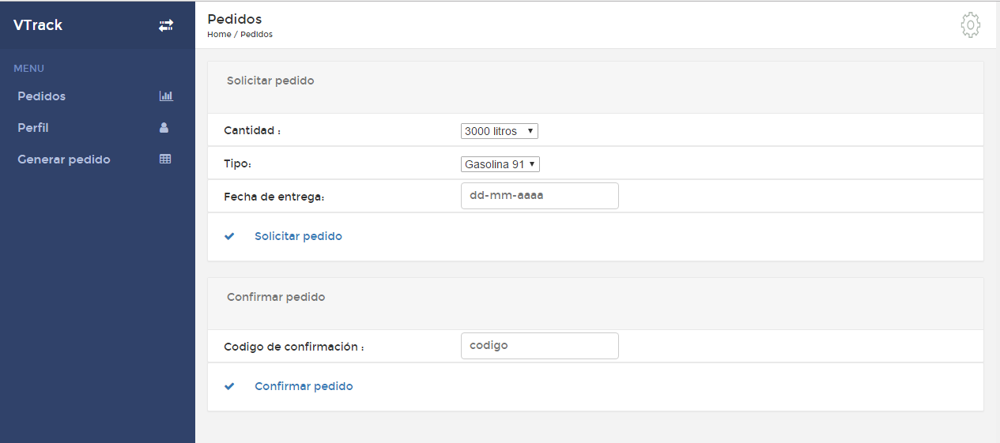 VTrack
MENU
Pedidos
Perfil
Generar pedido
Pedidos
Home / Pedidos
Solicitar pedido
Cantidad : 3000 litros
Tipo: Gasolina 91
Fecha de entrega: dd-mm-aaaa
Solicitar pedido
Confirmar pedido
Codigo de confirmación : codigo
Confirmar pedido